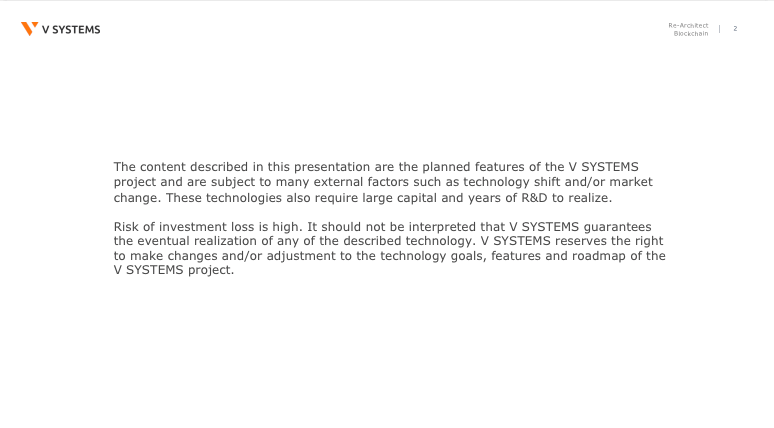 V SYSTEMS
Re-Architect
Blockchain
2
The content described in this presentation are the planned features of the V SYSTEMS
project and are subject to many external factors such as technology shift and/or market
change. These technologies also require large capital and years of R&D to realize.
Risk of investment loss is high. It should not be interpreted that V SYSTEMS guarantees
the eventual realization of any of the described technology. V SYSTEMS reserves the right
to make changes and/or adjustment to the technology goals, features and roadmap of the
V SYSTEMS project.